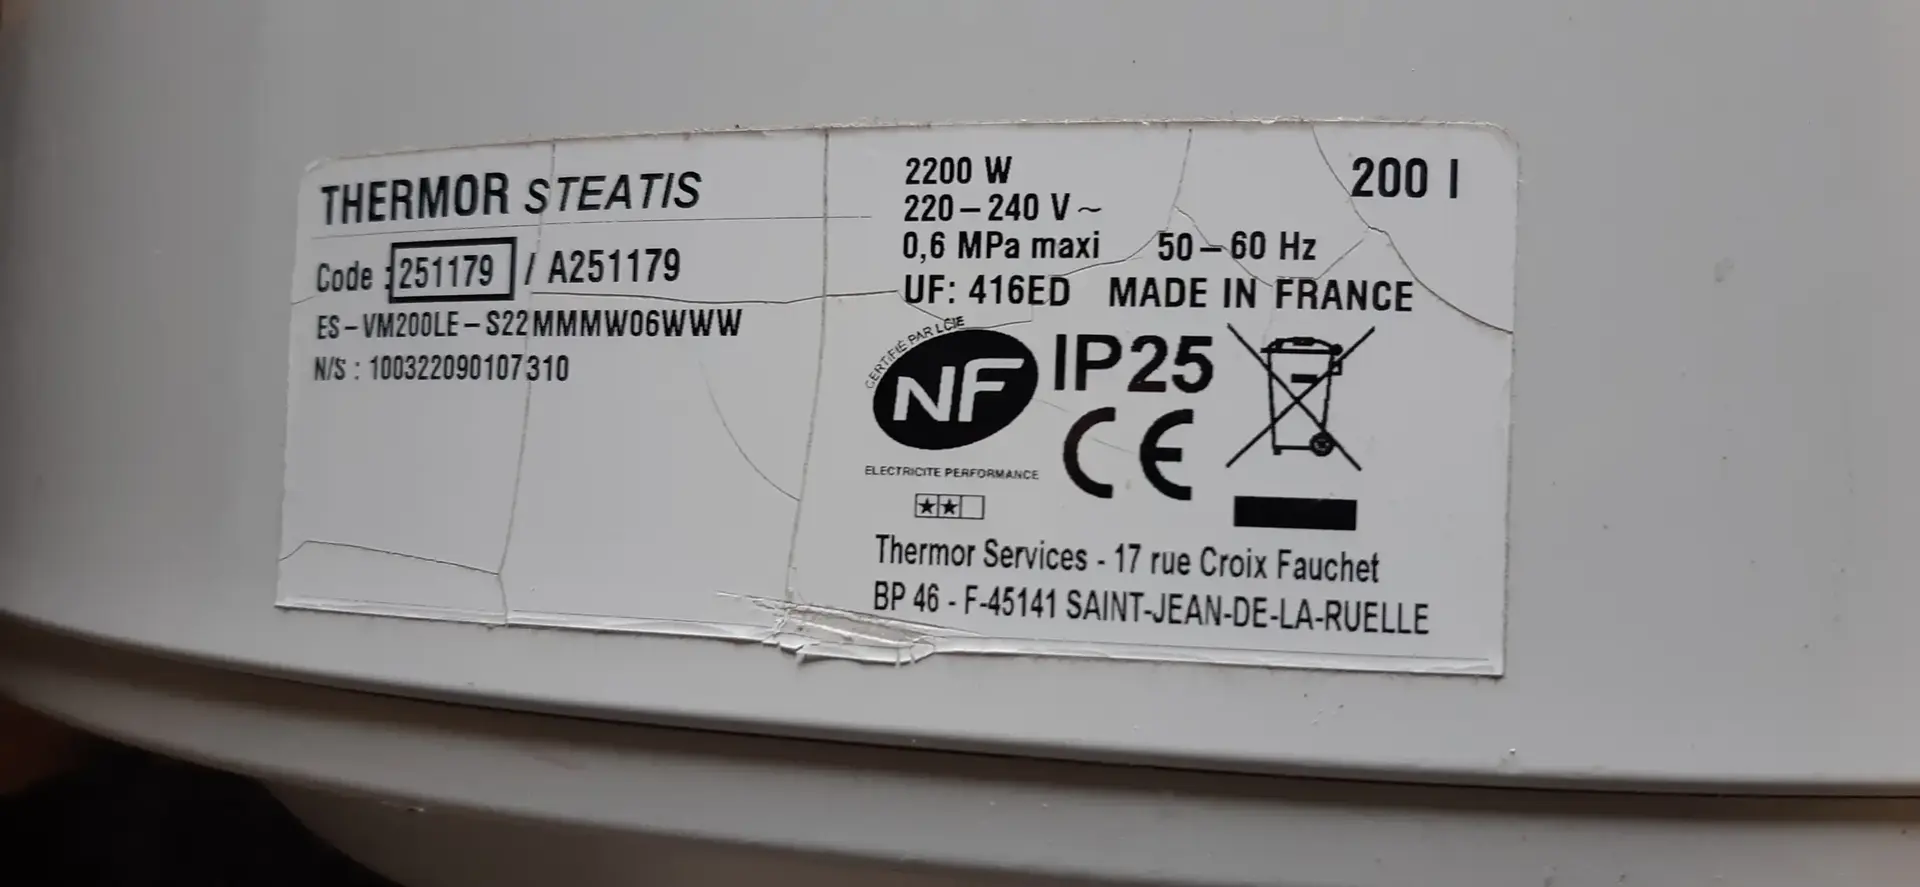 THERMOR STEATIS
Code : 251179 / A251179
ES-VM200LE-S22MMMW06WWW
N/S : 100322090107310
2200 W
200 l
220-240 V~
0,6 MPa maxi 50-60 Hz
UF: 416ED MADE IN FRANCE
CERTIFIÉ PAR LCIE
NF
IP25
CE
ELECTRICITE PERFORMANCE
Thermor Services - 17 rue Croix Fauchet
BP 46 - F-45141 SAINT-JEAN-DE-LA-RUELLE